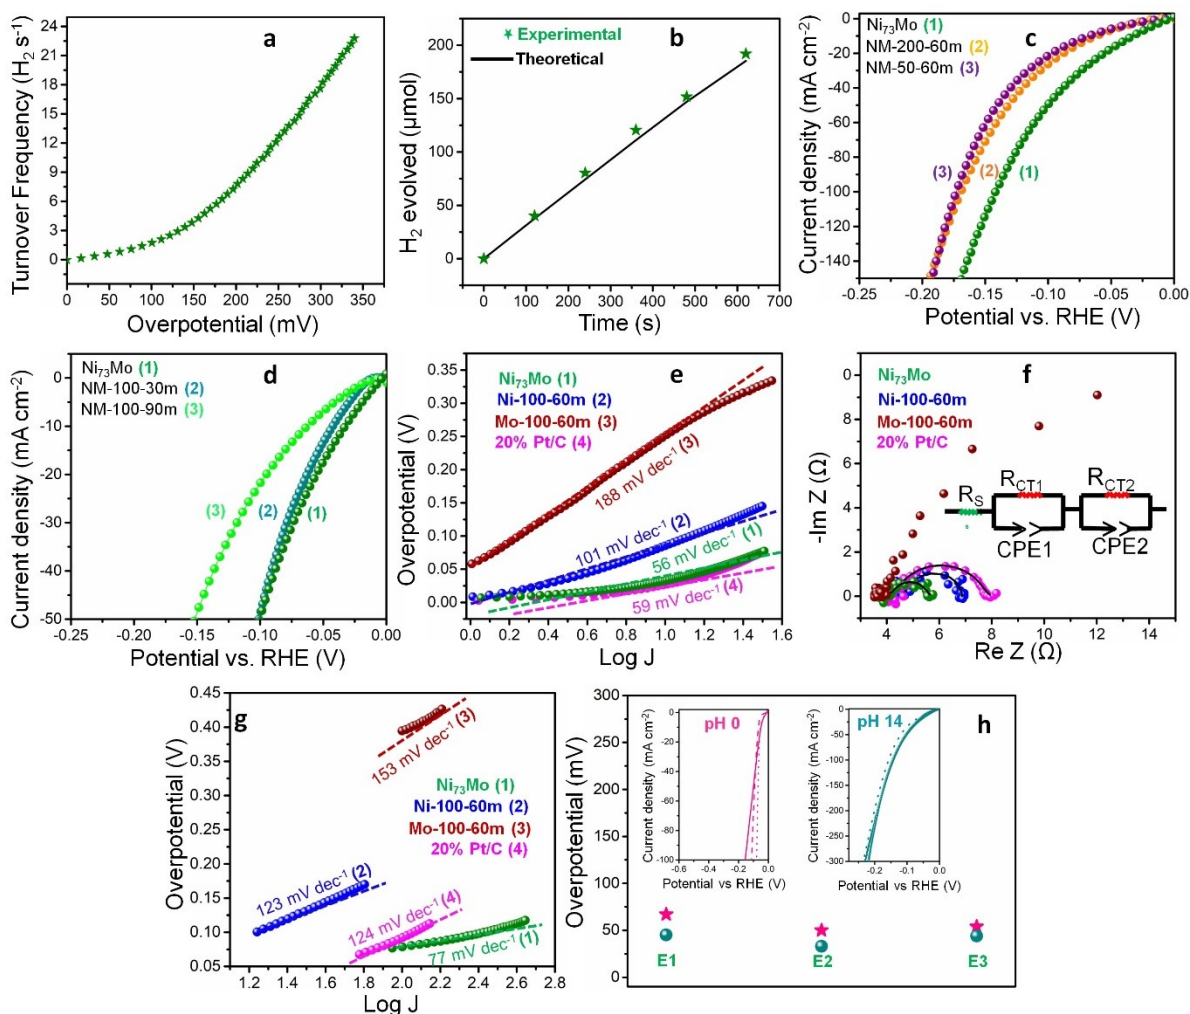 a
Turnover Frequency (H₂ s⁻¹)
24
21
18
15
12
9
6
3
0
0 50 100 150 200 250 300 350
Overpotential (mV)
b
Experimental
Theoretical
H₂ evolved (µmol)
200
150
100
50
0
0 100 200 300 400 500 600 700
Time (s)
c
Ni₇₃Mo (1)
NM-200-60m (2)
NM-50-60m (3)
Current density (mA cm⁻²)
0
-20
-40
-60
-80
-100
-120
-140
(3) (2) (1)
-0.25 -0.20 -0.15 -0.10 -0.05 0.00
Potential vs. RHE (V)
d
Ni₇₃Mo (1)
NM-100-30m (2)
NM-100-90m (3)
Current density (mA cm⁻²)
0
-10
-20
-30
-40
-50
(3) (2) (1)
-0.25 -0.20 -0.15 -0.10 -0.05 0.00
Potential vs. RHE (V)
e
Ni₇₃Mo (1)
Ni-100-60m (2)
Mo-100-60m (3)
20% Pt/C (4)
Overpotential (V)
0.35
0.30
0.25
0.20
0.15
0.10
0.05
0.00
188 mV dec⁻¹ (3)
101 mV dec⁻¹ (2)
56 mV dec⁻¹ (1)
59 mV dec⁻¹ (4)
0.0 0.2 0.4 0.6 0.8 1.0 1.2 1.4 1.6
Log J
f
Ni₇₃Mo
Ni-100-60m
Mo-100-60m
20% Pt/C
-Im Z (Ω)
0
8
6
4
2
0
R_S R_CT1 R_CT2
CPE1 CPE2
4 6 8 10 12 14
Re Z (Ω)
g
Overpotential (V)
0.45
0.40
0.35
0.30
0.25
0.20
0.15
0.10
0.05
153 mV dec⁻¹ (3)
Ni₇₃Mo (1)
Ni-100-60m (2)
Mo-100-60m (3)
20% Pt/C (4)
123 mV dec⁻¹ (2)
124 mV dec⁻¹ (4)
77 mV dec⁻¹ (1)
1.2 1.4 1.6 1.8 2.0 2.2 2.4 2.6 2.8
Log J
h
Overpotential (mV)
300
250
200
150
100
50
0
pH 0
Current density (mA cm⁻²)
0
-20
-40
-60
-80
-100
-0.6 -0.4 -0.2 0.0
Potential vs RHE (V)
pH 14
Current density (mA cm⁻²)
0
-50
-100
-150
-200
-250
-300
-0.2 -0.1 0.0
Potential vs RHE (V)
E1 E2 E3